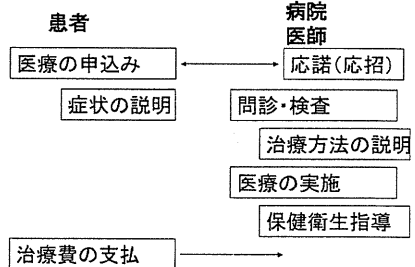 患者
病院
医師
医療の申込み
応諾(応招)
症状の説明
問診・検査
治療方法の説明
医療の実施
保健衛生指導
治療費の支払